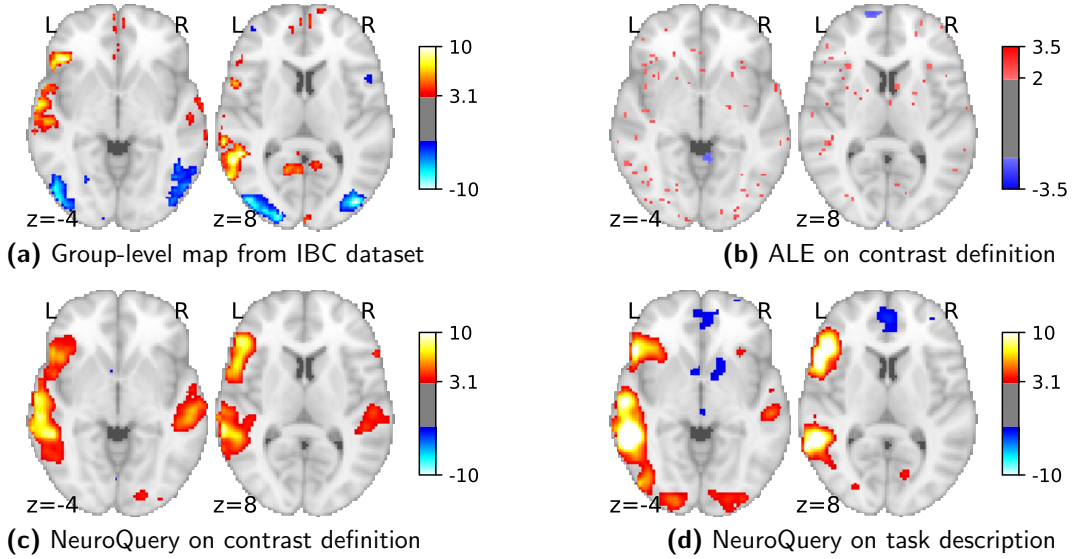 L R L R
10
3.1
-10
z=-4 z=8
(a) Group-level map from IBC dataset
L R L R
3.5
2
-3.5
z=-4 z=8
(b) ALE on contrast definition
L R L R
10
3.1
-10
z=-4 z=8
(c) NeuroQuery on contrast definition
L R L R
10
3.1
-10
z=-4 z=8
(d) NeuroQuery on task description